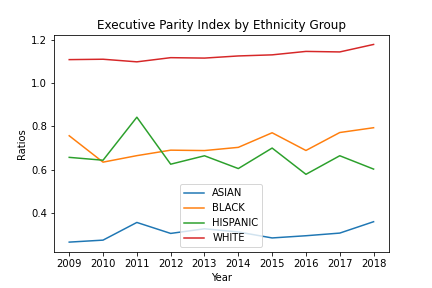 Executive Parity Index by Ethnicity Group
1.2
1.0
0.8
0.6
0.4
Ratios
ASIAN
BLACK
HISPANIC
WHITE
2009 2010 2011 2012 2013 2014 2015 2016 2017 2018
Year